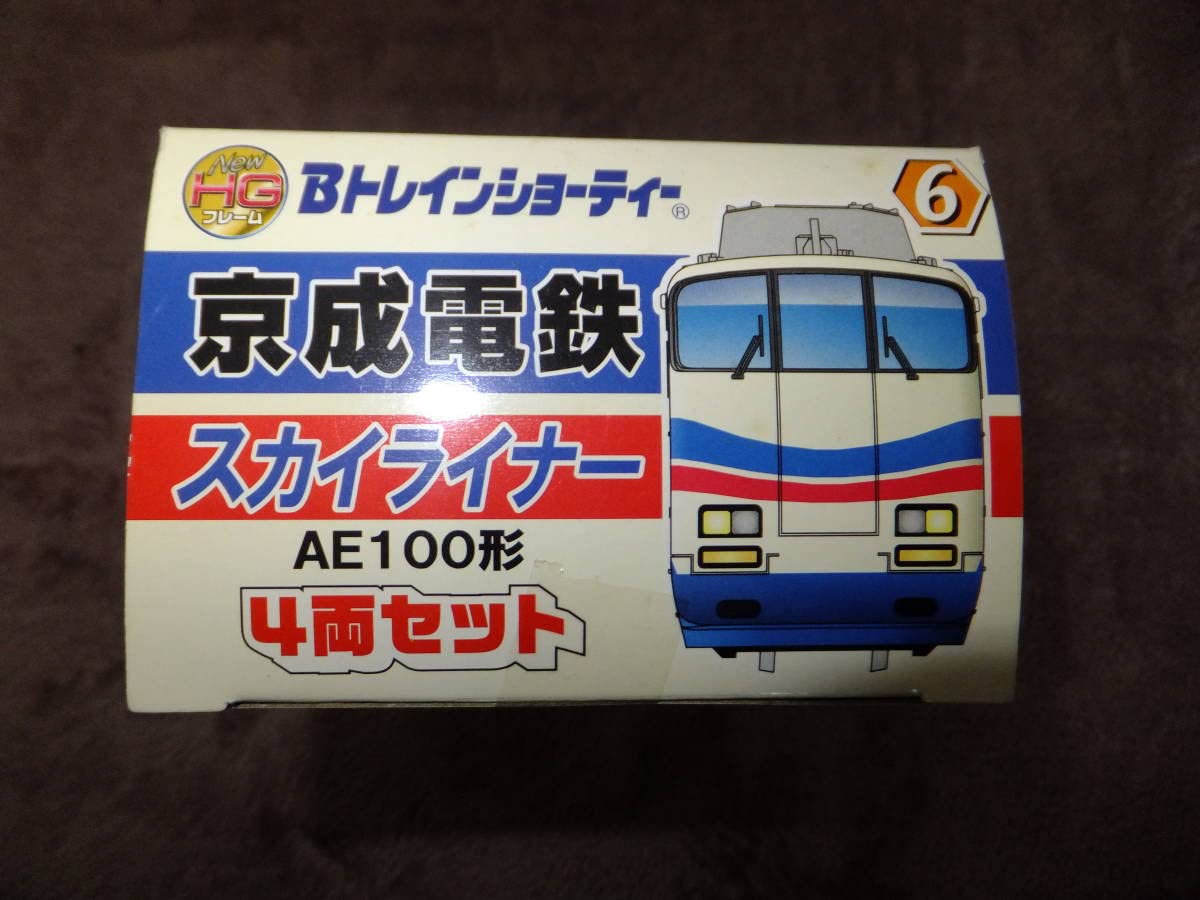 New
HG
フレーム
Bトレインショーティー®
6
京成電鉄
スカイライナー
AE100形
4両セット